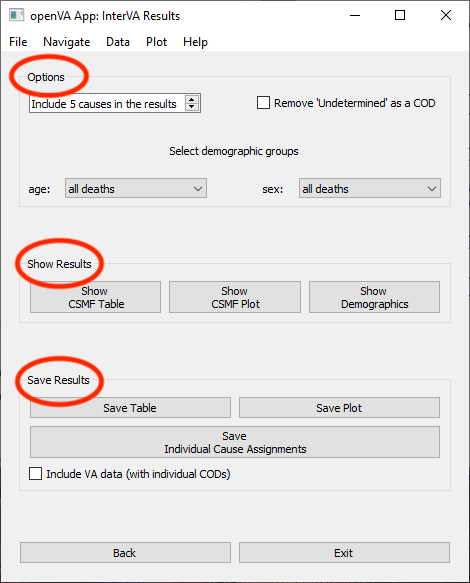 openVA App: InterVA Results
File Navigate Data Plot Help
Options
Include 5 causes in the results
Remove 'Undetermined' as a COD
Select demographic groups
age: all deaths sex: all deaths
Show Results
Show CSMF Table
Show CSMF Plot
Show Demographics
Save Results
Save Table Save Plot
Save
Individual Cause Assignments
Include VA data (with individual CODs)
Back Exit